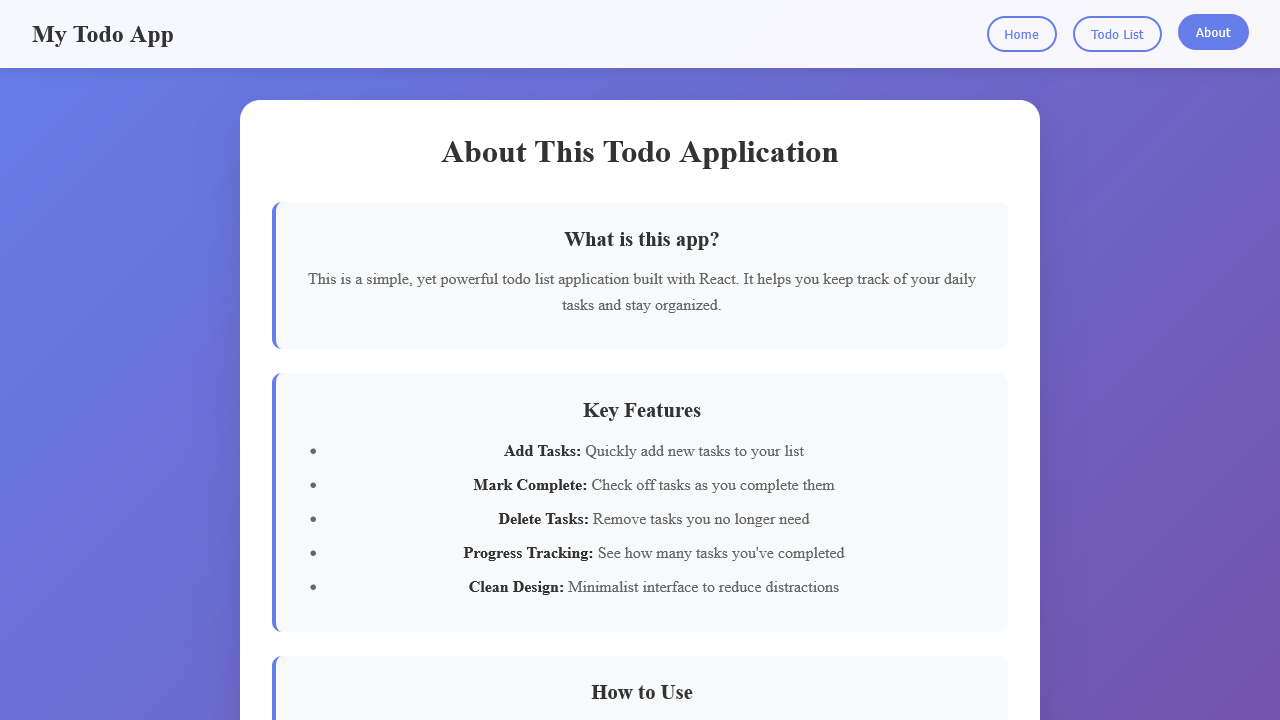 My Todo App
Home
Todo List
About
About This Todo Application
What is this app?
This is a simple, yet powerful todo list application built with React. It helps you keep track of your daily
tasks and stay organized.
Key Features
• Add Tasks: Quickly add new tasks to your list
• Mark Complete: Check off tasks as you complete them
• Delete Tasks: Remove tasks you no longer need
• Progress Tracking: See how many tasks you've completed
• Clean Design: Minimalist interface to reduce distractions
How to Use